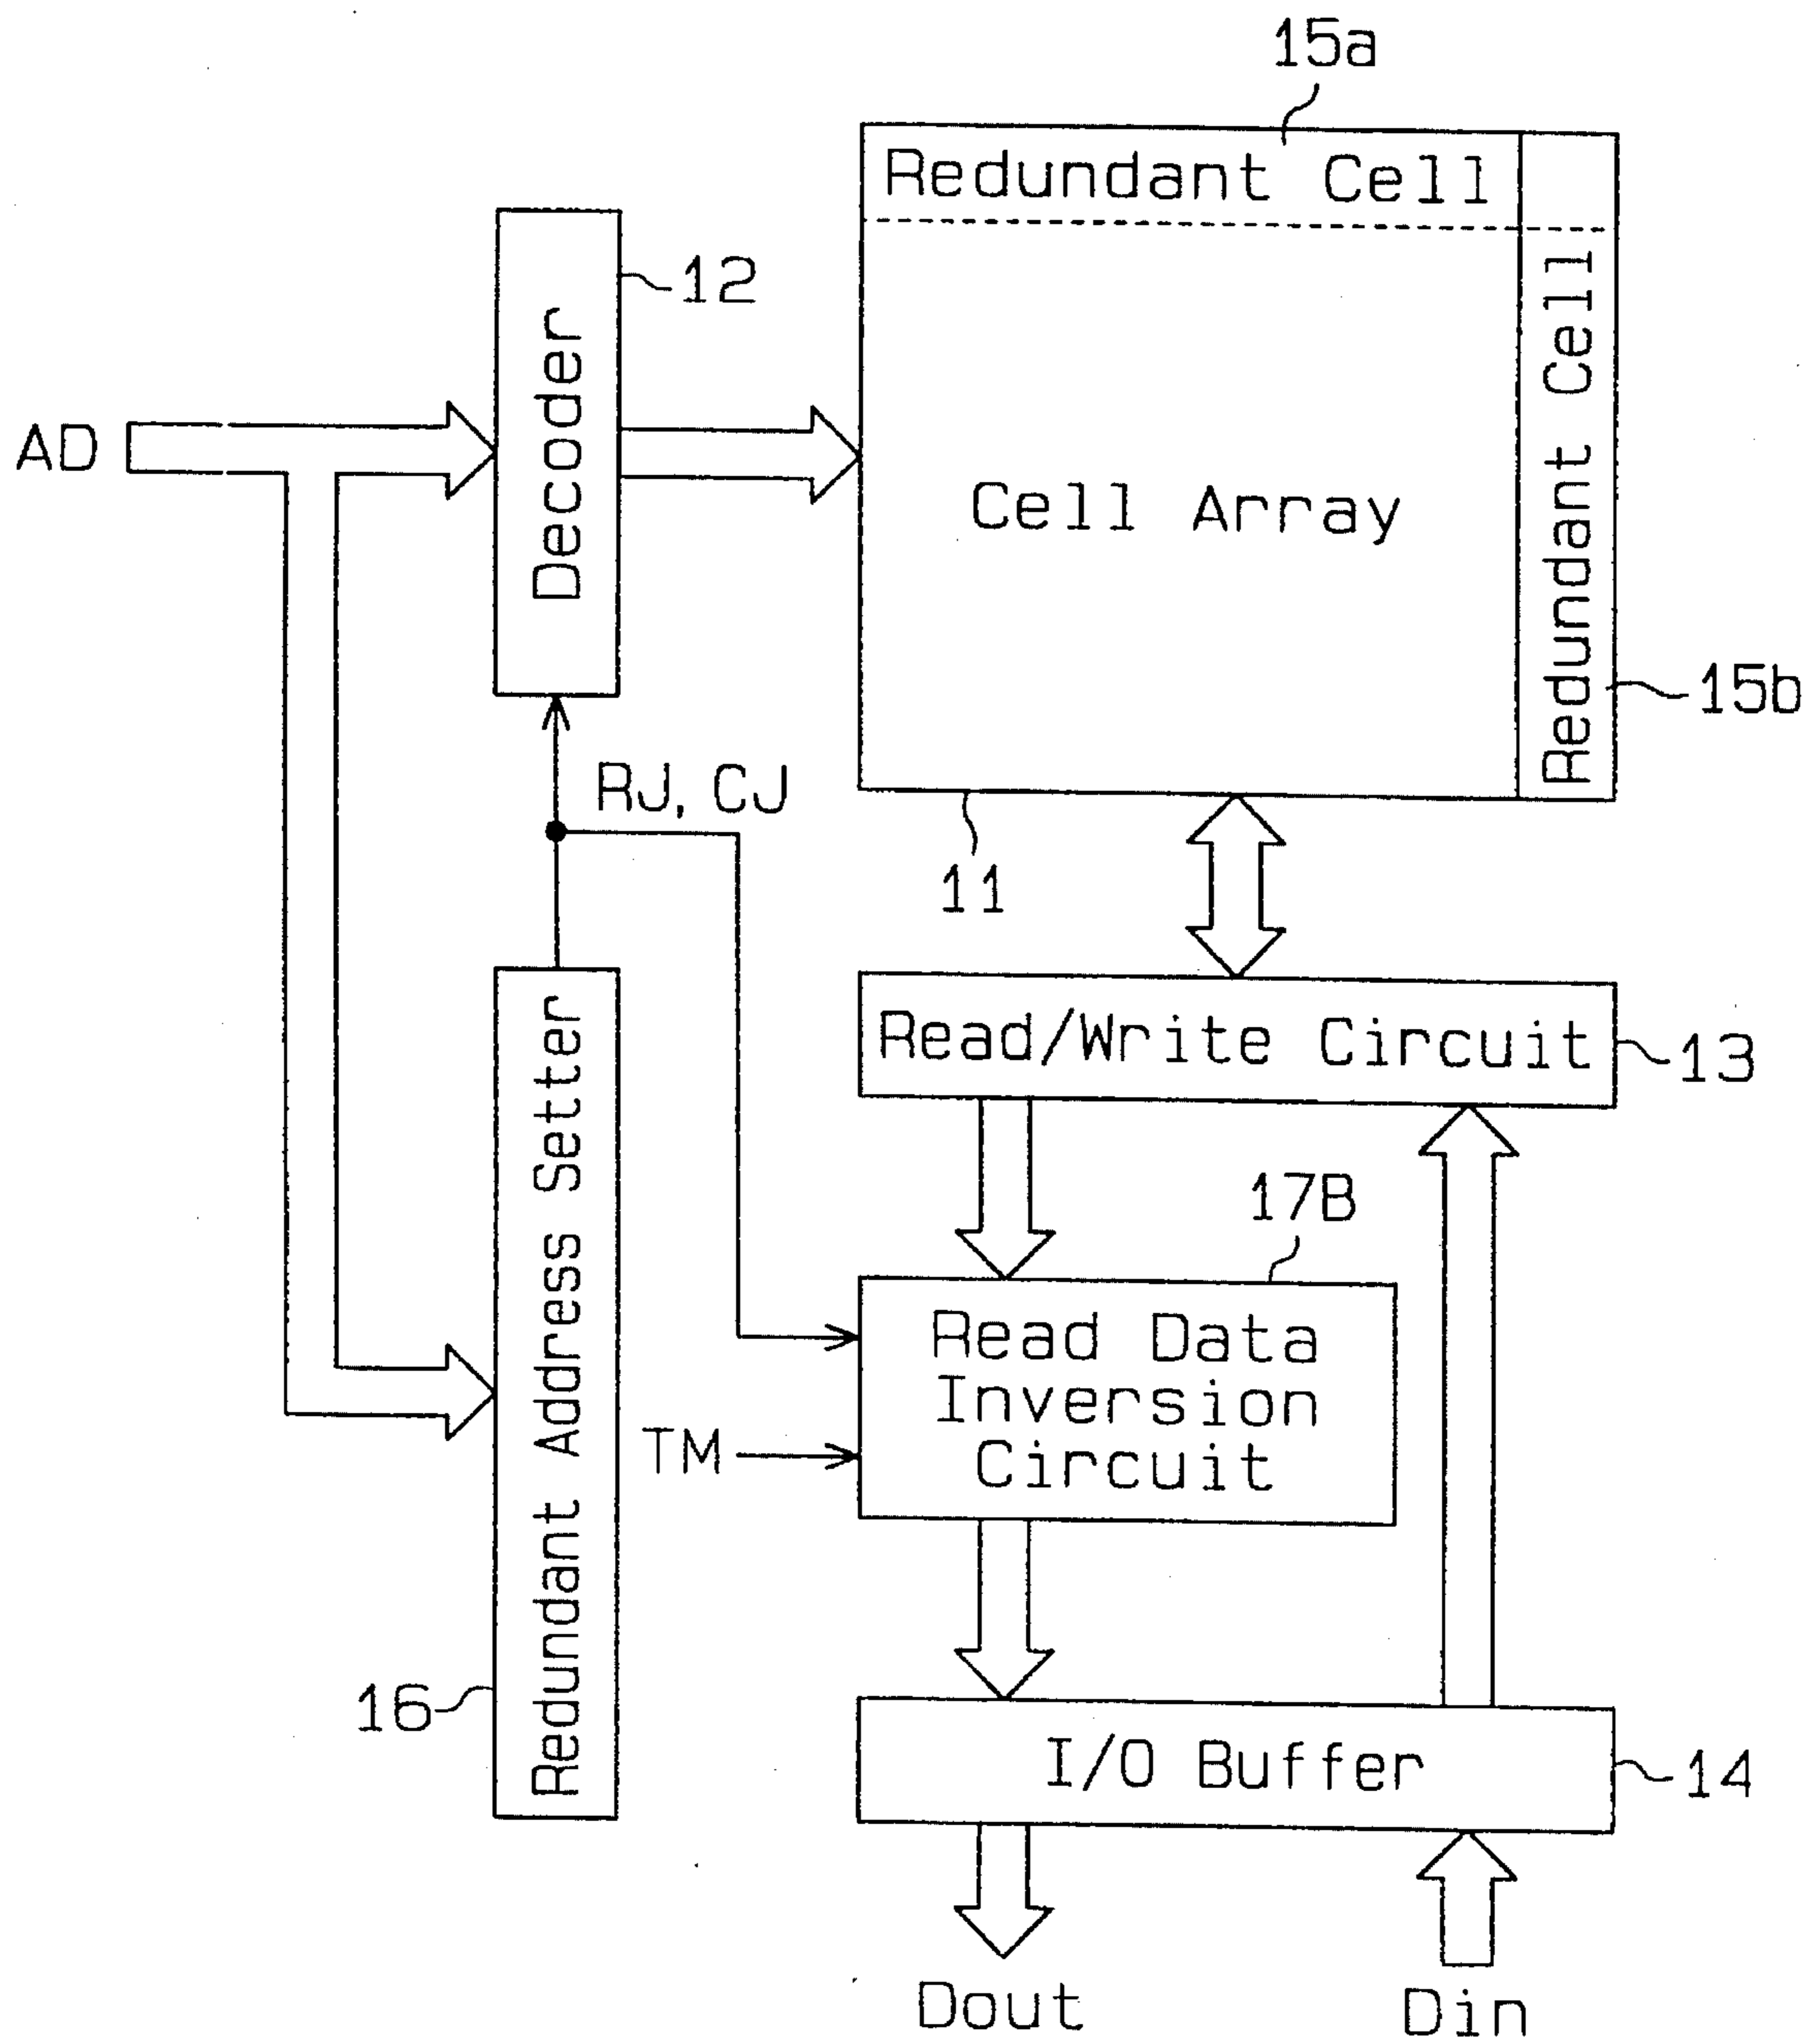 15a
Redundant Cell
12
Decoder
AD
Cell Array
Redundant Cell
15b
RJ, CJ
11
Read/Write Circuit
13
Redundant Address Setter
17B
Read Data
Inversion
Circuit
TM
16
I/O Buffer
14
Dout
Din